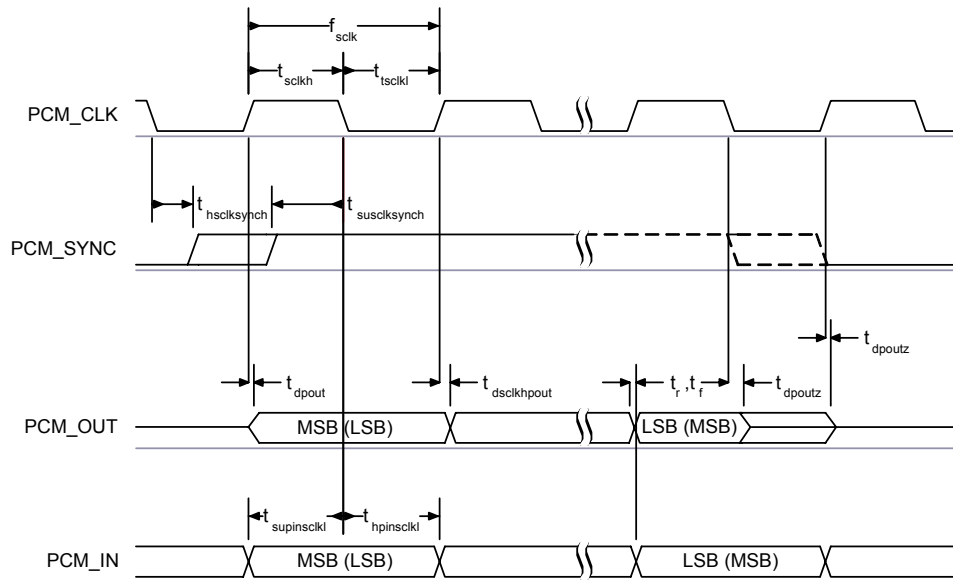 f sclk
t sclkh
t tsclkl
PCM_CLK
t hsclksynch
t susclksynch
PCM_SYNC
t dpoutz
t dpout
t dsclkhpout
t r ,t f
t dpoutz
PCM_OUT
MSB (LSB)
LSB (MSB)
t supinsclkl
t hpinsclkl
PCM_IN
MSB (LSB)
LSB (MSB)